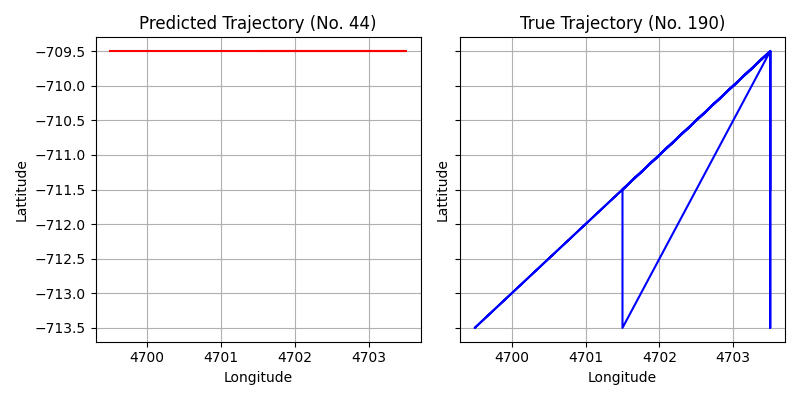 Predicted Trajectory (No. 44)
True Trajectory (No. 190)
Lattitude
−709.5
−710.0
−710.5
−711.0
−711.5
−712.0
−712.5
−713.0
−713.5
4700
4701
4702
4703
Longitude
Lattitude
4700
4701
4702
4703
Longitude